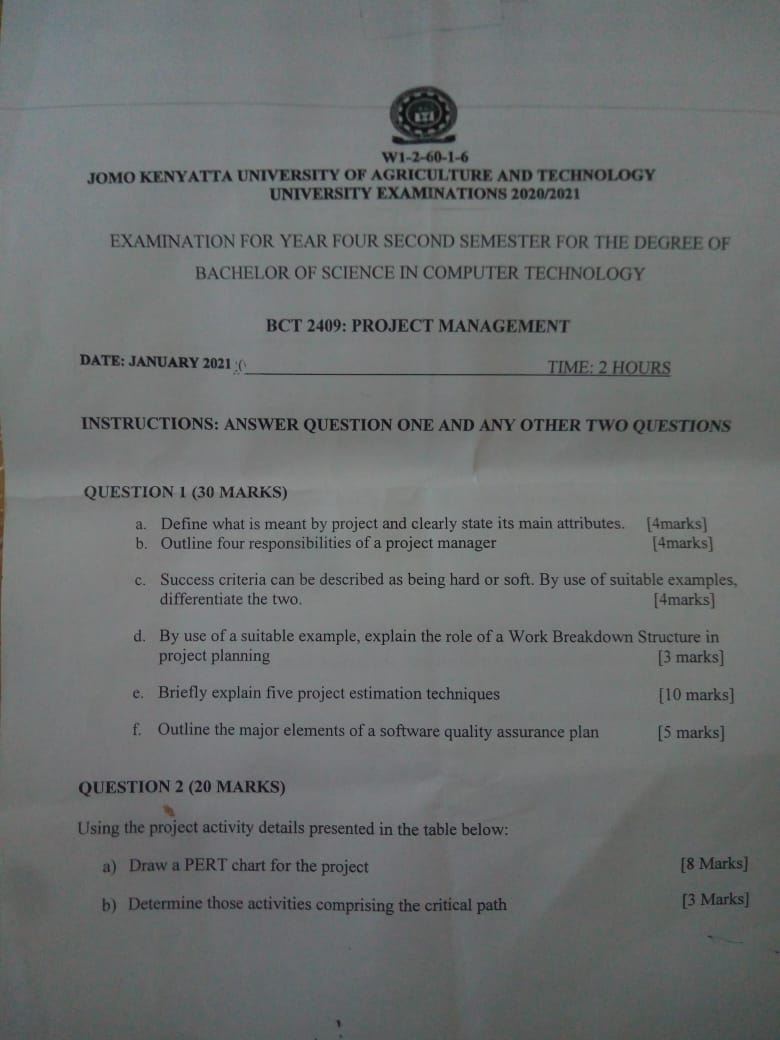 W1-2-60-1-6
JOMO KENYATTA UNIVERSITY OF AGRICULTURE AND TECHNOLOGY
UNIVERSITY EXAMINATIONS 2020/2021
EXAMINATION FOR YEAR FOUR SECOND SEMESTER FOR THE DEGREE OF
BACHELOR OF SCIENCE IN COMPUTER TECHNOLOGY
BCT 2409: PROJECT MANAGEMENT
DATE: JANUARY 2021 TIME: 2 HOURS
INSTRUCTIONS: ANSWER QUESTION ONE AND ANY OTHER TWO QUESTIONS
QUESTION 1 (30 MARKS)
a. Define what is meant by project and clearly state its main attributes. [4marks]
b. Outline four responsibilities of a project manager [4marks]
c. Success criteria can be described as being hard or soft. By use of suitable examples,
differentiate the two. [4marks]
d. By use of a suitable example, explain the role of a Work Breakdown Structure in
project planning [3 marks]
e. Briefly explain five project estimation techniques [10 marks]
f. Outline the major elements of a software quality assurance plan [5 marks]
QUESTION 2 (20 MARKS)
Using the project activity details presented in the table below:
a) Draw a PERT chart for the project [8 Marks]
b) Determine those activities comprising the critical path [3 Marks]